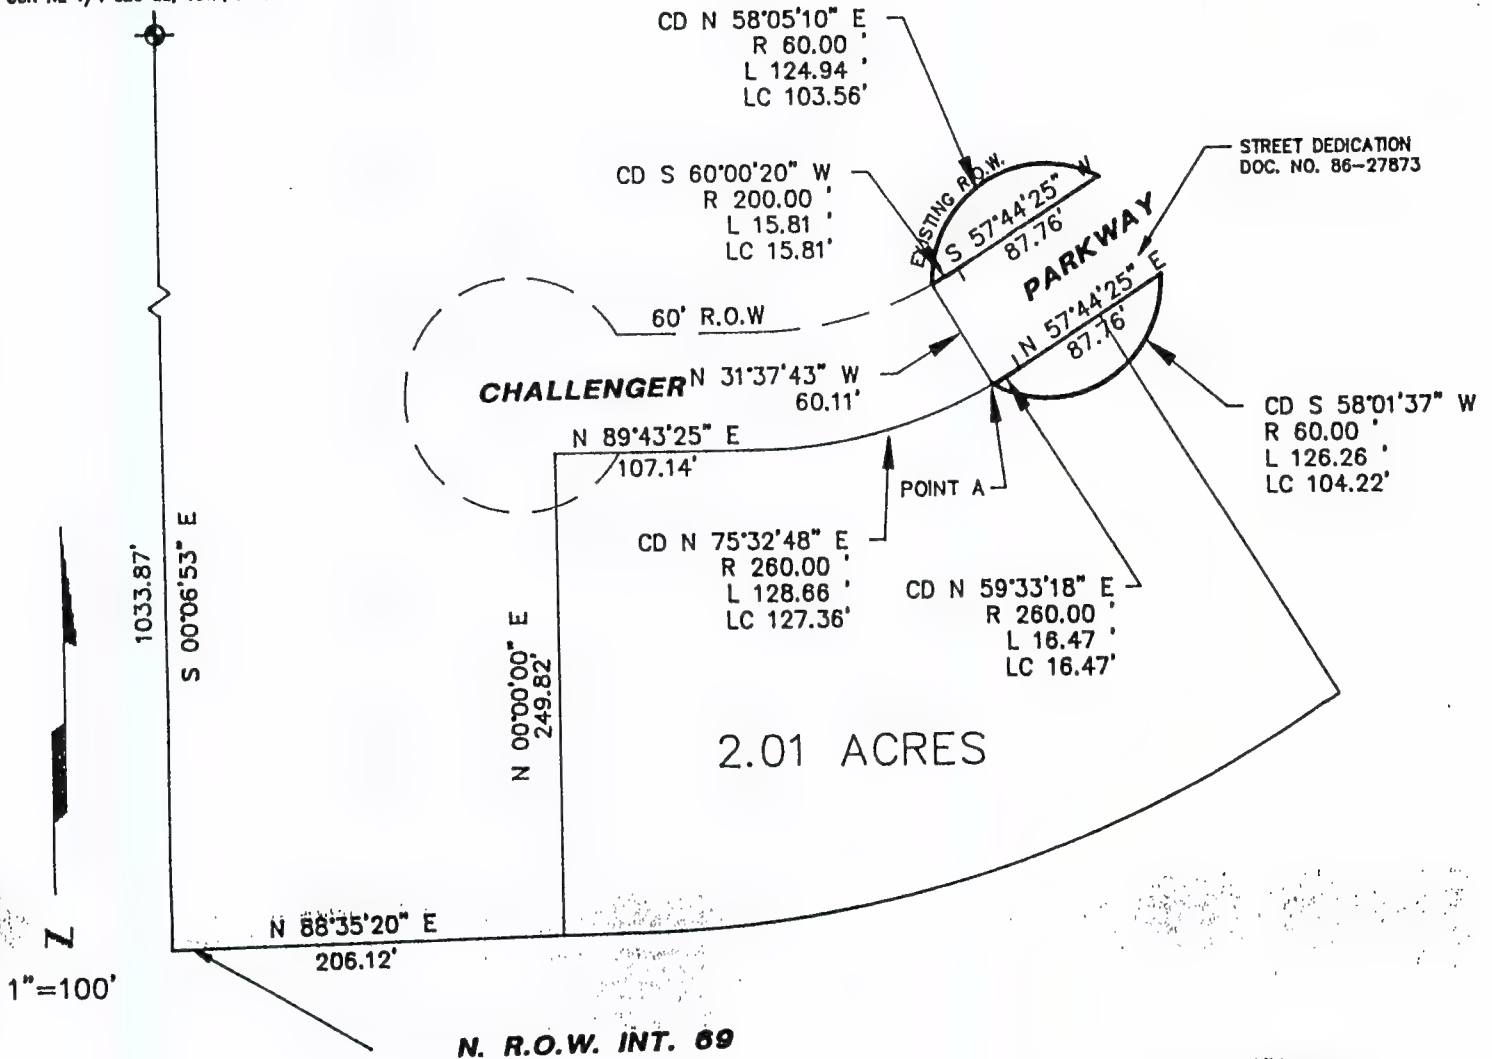 CD N 58°05'10" E
R 60.00 '
L 124.94 '
LC 103.56'
CD S 60°00'20" W
R 200.00 '
L 15.81 '
LC 15.81'
STREET DEDICATION
DOC. NO. 86-27873
EXISTING R.O.W.
S 57°44'25" W
87.76'
PARKWAY
N 57°44'25" E
87.76'
60' R.O.W
CHALLENGER
N 31°37'43" W
60.11'
N 89°43'25" E
107.14'
POINT A
CD S 58°01'37" W
R 60.00 '
L 126.26 '
LC 104.22'
CD N 75°32'48" E
R 260.00 '
L 128.66 '
LC 127.36'
CD N 59°33'18" E
R 260.00 '
L 16.47 '
LC 16.47'
1033.87'
S 00°06'53" E
N 00°00'00" E
249.82'
2.01 ACRES
N 88°35'20" E
206.12'
Z
1"=100'
N. R.O.W. INT. 69